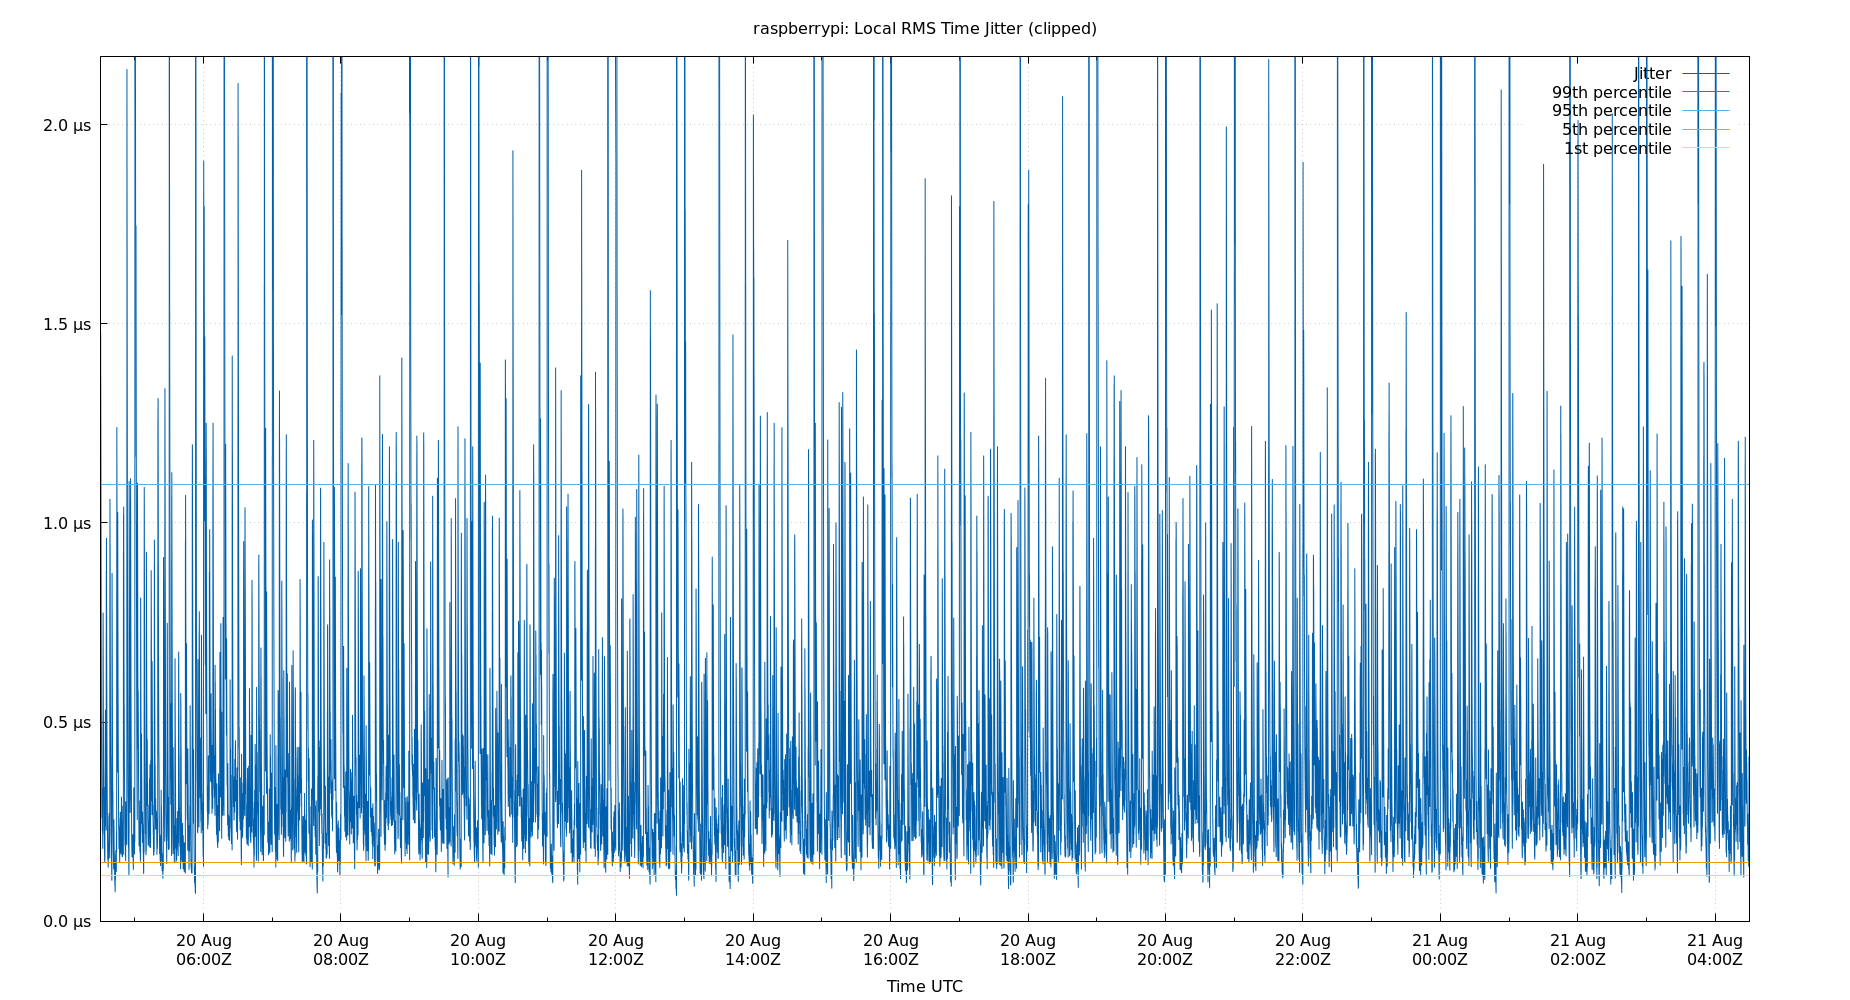 raspberrypi: Local RMS Time Jitter (clipped)
Jitter
99th percentile
95th percentile
5th percentile
1st percentile
2.0 µs
1.5 µs
1.0 µs
0.5 µs
0.0 µs
20 Aug 20 Aug 20 Aug 20 Aug 20 Aug 20 Aug 20 Aug 20 Aug 20 Aug 21 Aug 21 Aug 21 Aug
06:00Z 08:00Z 10:00Z 12:00Z 14:00Z 16:00Z 18:00Z 20:00Z 22:00Z 00:00Z 02:00Z 04:00Z
Time UTC